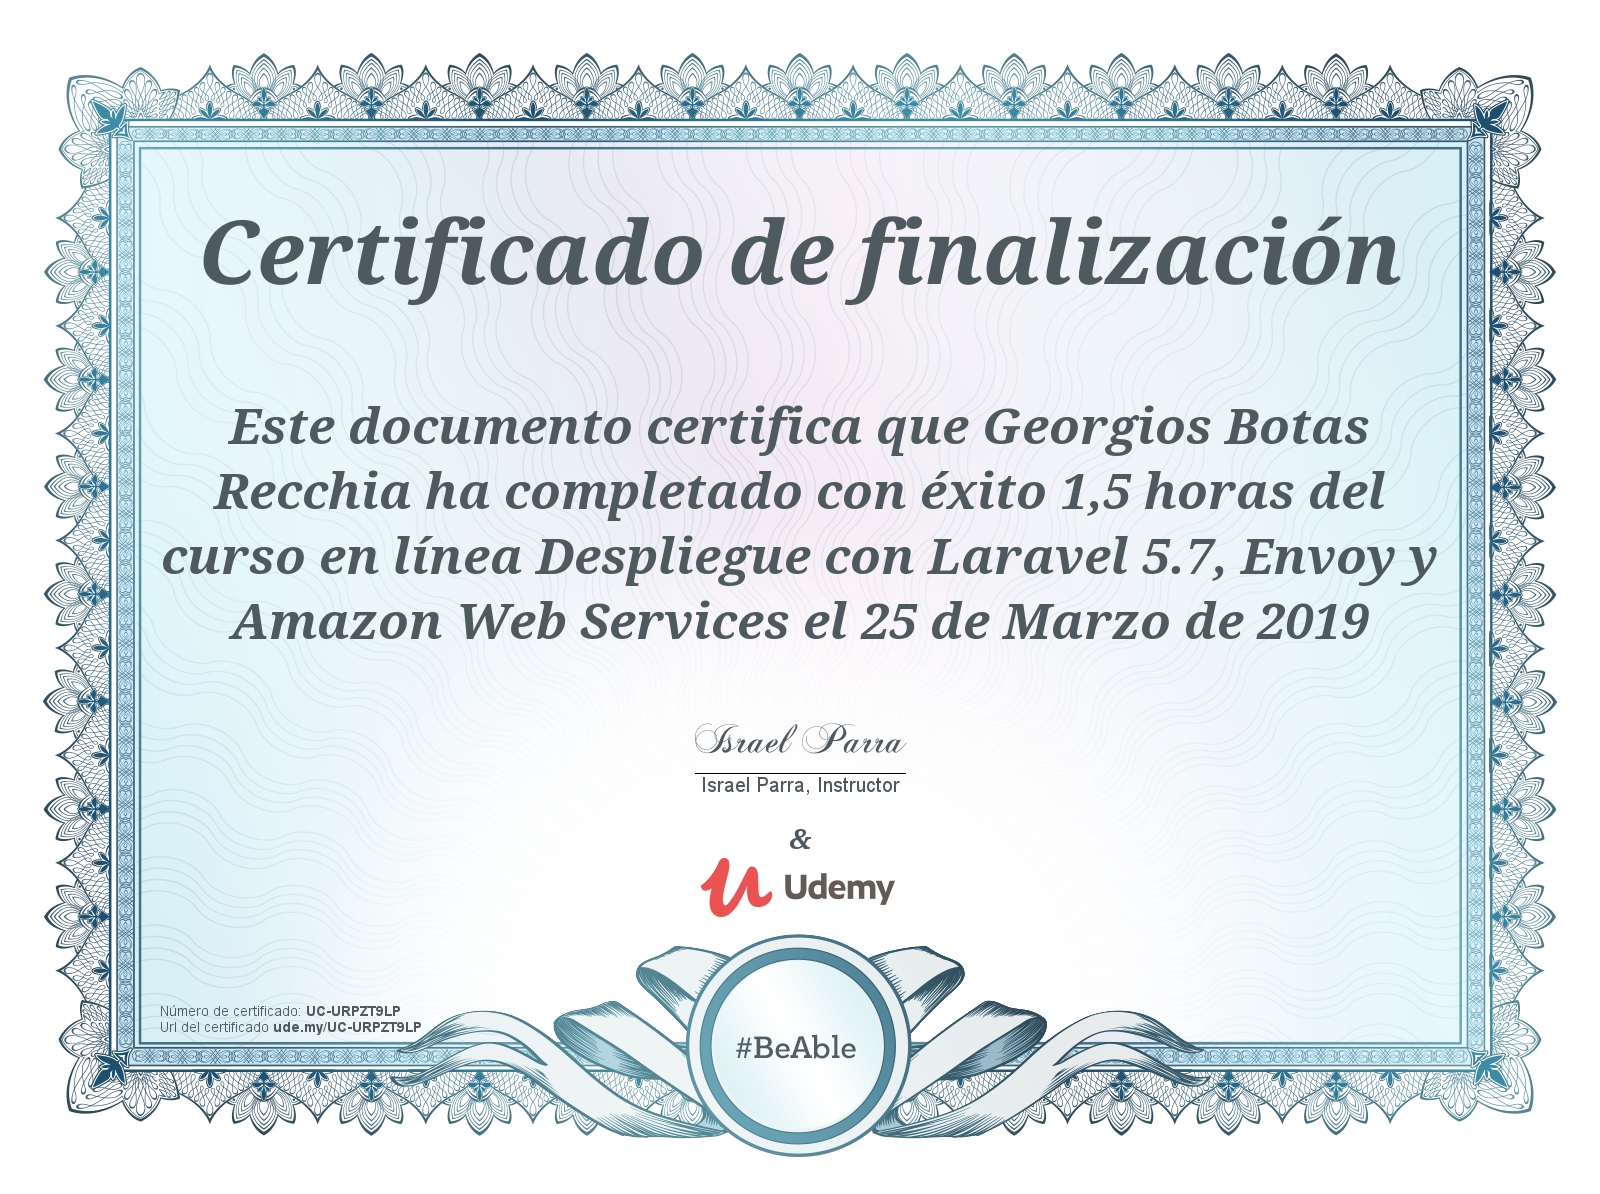 Certificado de finalización
Este documento certifica que Georgios Botas
Recchia ha completado con éxito 1,5 horas del
curso en línea Despliegue con Laravel 5.7, Envoy y
Amazon Web Services el 25 de Marzo de 2019
Israel Parra
Israel Parra, Instructor
&
Udemy
Número de certificado: UC-URPZT9LP
Url del certificado ude.my/UC-URPZT9LP
#BeAble